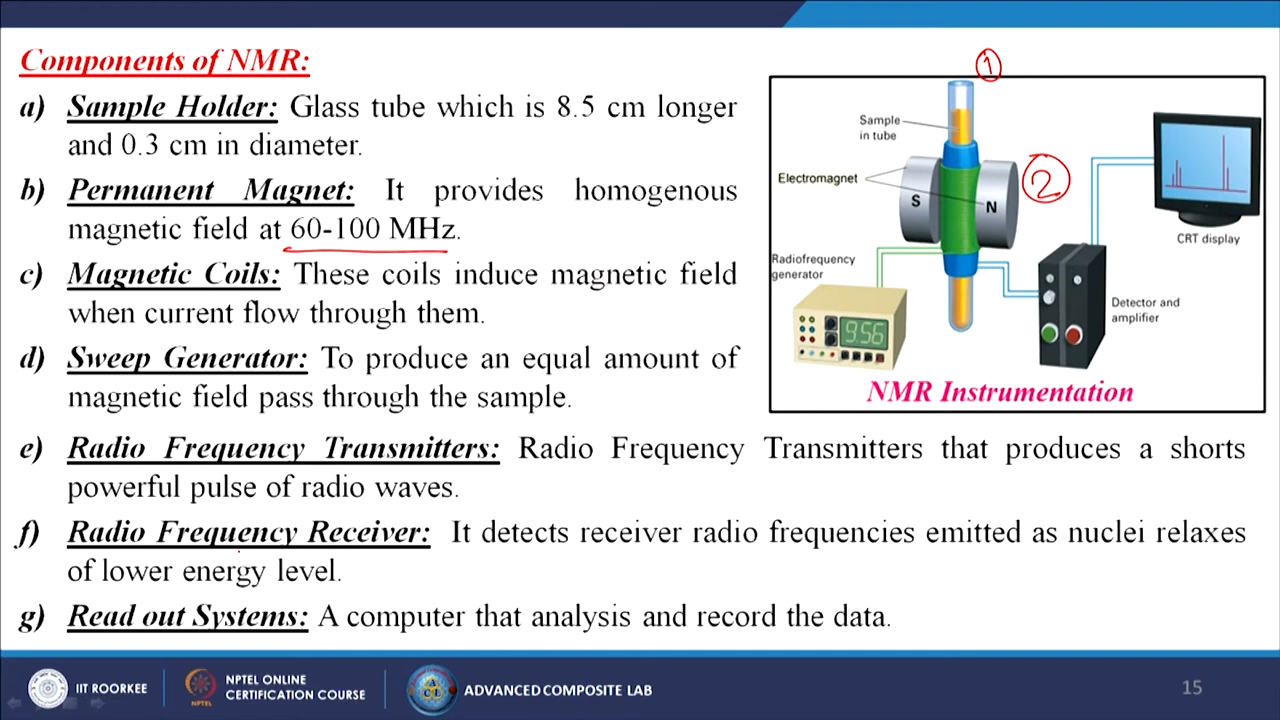 Components of NMR:
a) Sample Holder: Glass tube which is 8.5 cm longer
and 0.3 cm in diameter.
b) Permanent Magnet: It provides homogenous
magnetic field at 60-100 MHz.
c) Magnetic Coils: These coils induce magnetic field
when current flow through them.
d) Sweep Generator: To produce an equal amount of
magnetic field pass through the sample.
e) Radio Frequency Transmitters: Radio Frequency Transmitters that produces a shorts
powerful pulse of radio waves.
f) Radio Frequency Receiver: It detects receiver radio frequencies emitted as nuclei relaxes
of lower energy level.
g) Read out Systems: A computer that analysis and record the data.
1
Sample
in tube
Electromagnet
2
S
N
CRT display
Radiofrequency
generator
9.56
Detector and
amplifier
NMR Instrumentation
IIT ROORKEE
NPTEL
NPTEL ONLINE
CERTIFICATION COURSE
ACL
ADVANCED COMPOSITE LAB
15